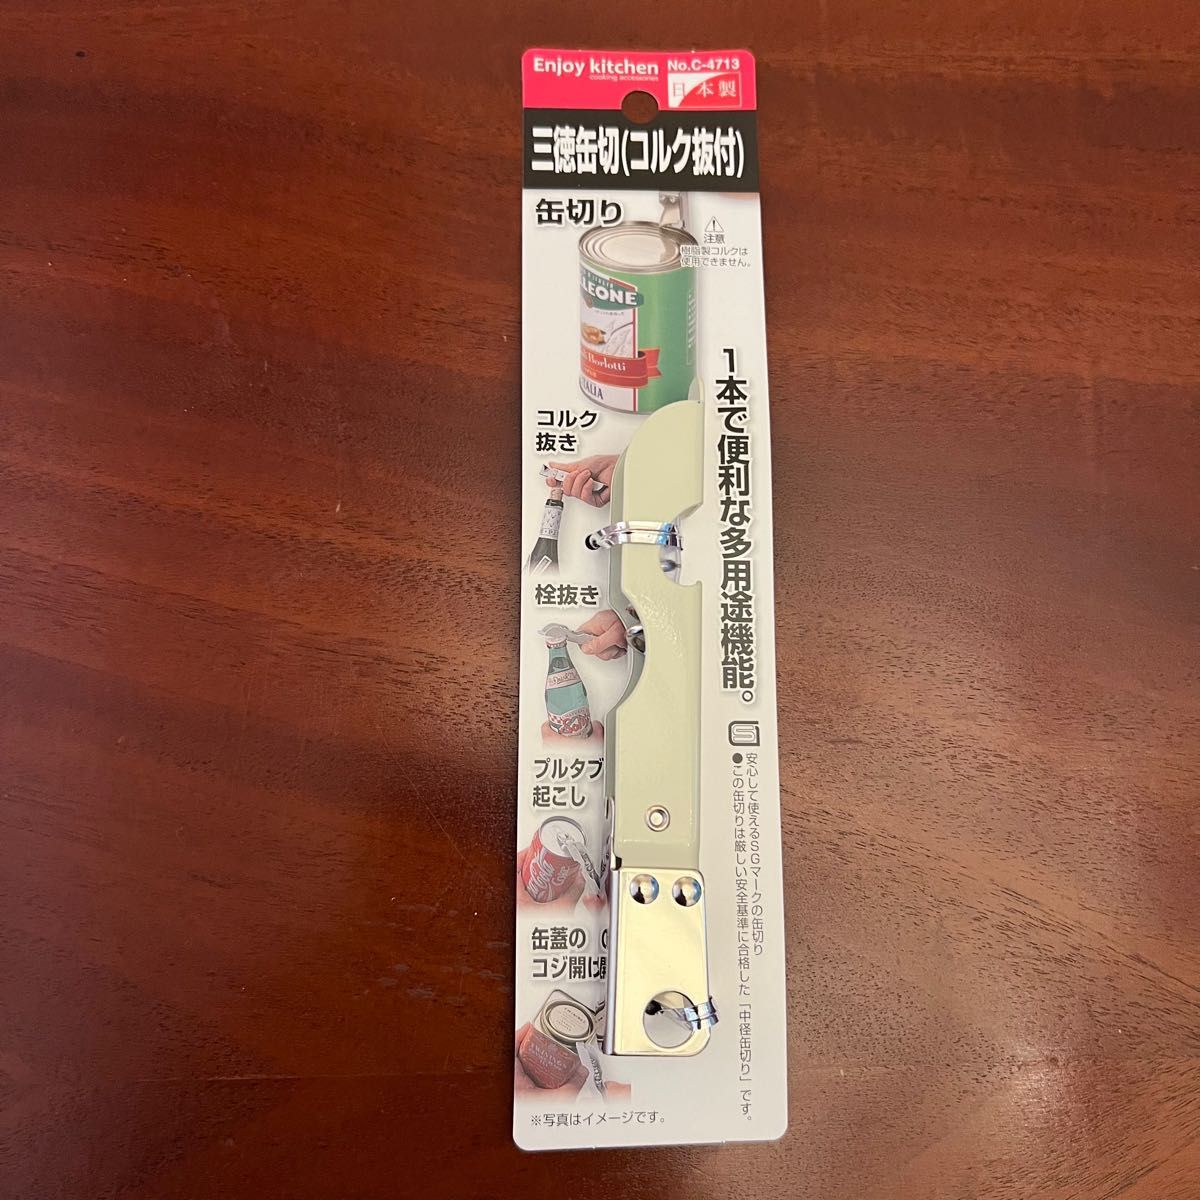 Enjoy kitchen
cooking accessories
No.C-4713
日本製
三徳缶切(コルク抜付)
缶切り
注意
樹脂製コルクは
使用できません。
LEONE
Borlotti
ITALIA
1本で便利な多用途機能。
コルク
抜き
栓抜き
プルタブ
起こし
缶蓋の
コジ開け
安心して使えるSGマークの缶切り
●この缶切りは厳しい安全基準に合格した「中径缶切り」です。
※写真はイメージです。